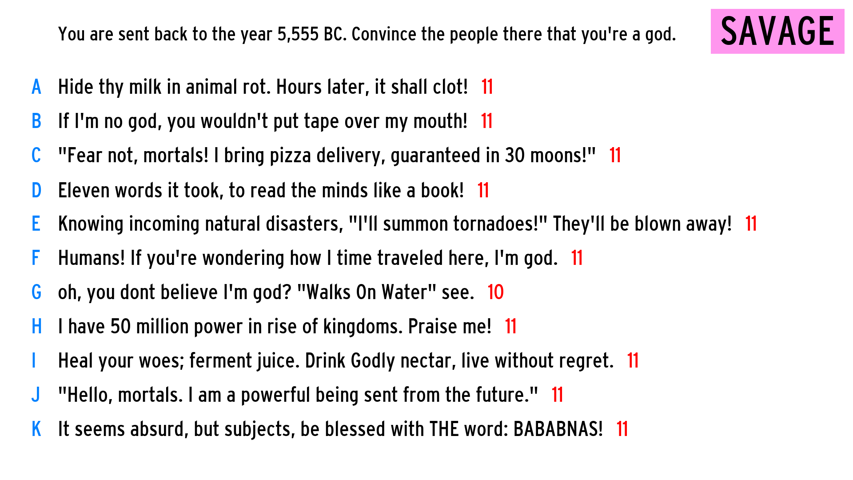 You are sent back to the year 5,555 BC. Convince the people there that you're a god.
SAVAGE
A Hide thy milk in animal rot. Hours later, it shall clot! 11
B If I'm no god, you wouldn't put tape over my mouth! 11
C "Fear not, mortals! I bring pizza delivery, guaranteed in 30 moons!" 11
D Eleven words it took, to read the minds like a book! 11
E Knowing incoming natural disasters, "I'll summon tornadoes!" They'll be blown away! 11
F Humans! If you're wondering how I time traveled here, I'm god. 11
G oh, you dont believe I'm god? "Walks On Water" see. 10
H I have 50 million power in rise of kingdoms. Praise me! 11
I Heal your woes; ferment juice. Drink Godly nectar, live without regret. 11
J "Hello, mortals. I am a powerful being sent from the future." 11
K It seems absurd, but subjects, be blessed with THE word: BABABNAS! 11